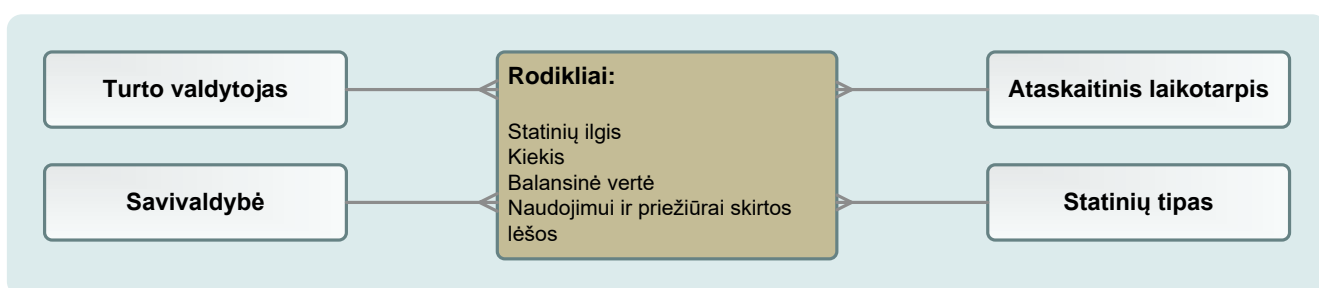 Turto valdytojas
Savivaldybė
Rodikliai:
Statinių ilgis
Kiekis
Balansinė vertė
Naudojimui ir priežiūrai skirtos
lėšos
Ataskaitinis laikotarpis
Statinių tipas